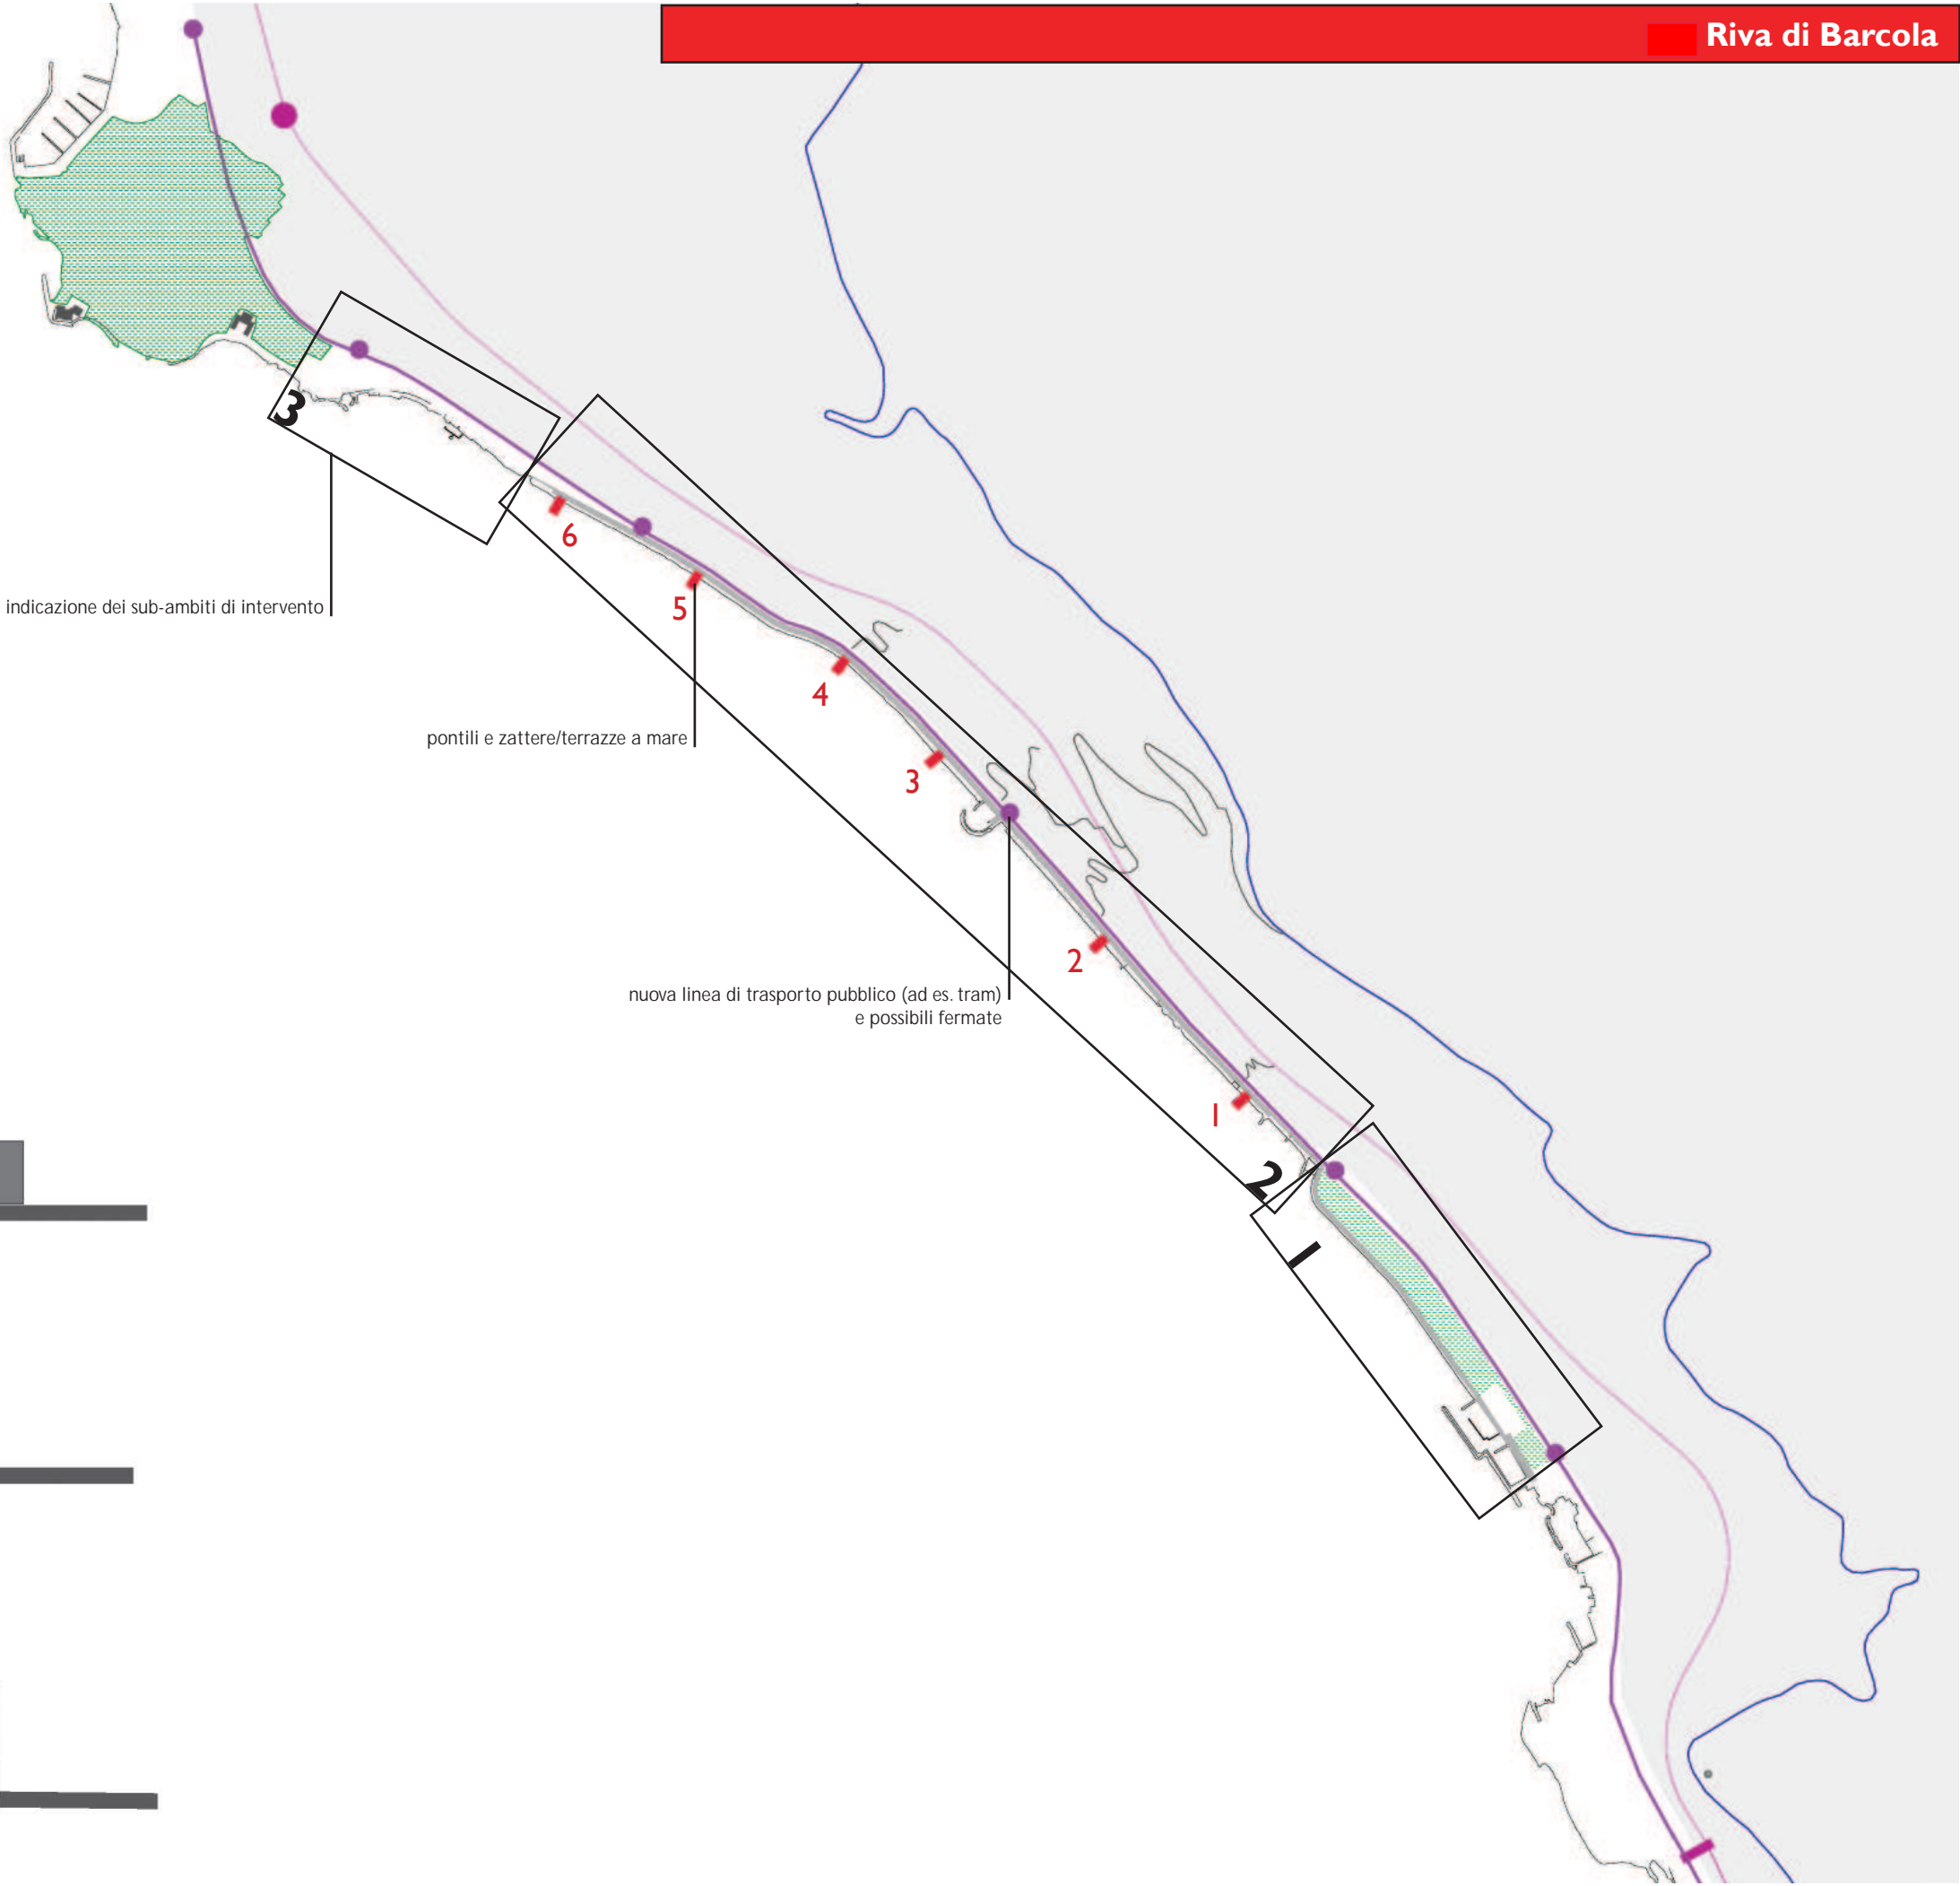 Riva di Barcola
3
6
indicazione dei sub-ambiti di intervento
5
4
pontili e zattere/terrazze a mare
3
2
nuova linea di trasporto pubblico (ad es. tram)
e possibili fermate
1
2
1